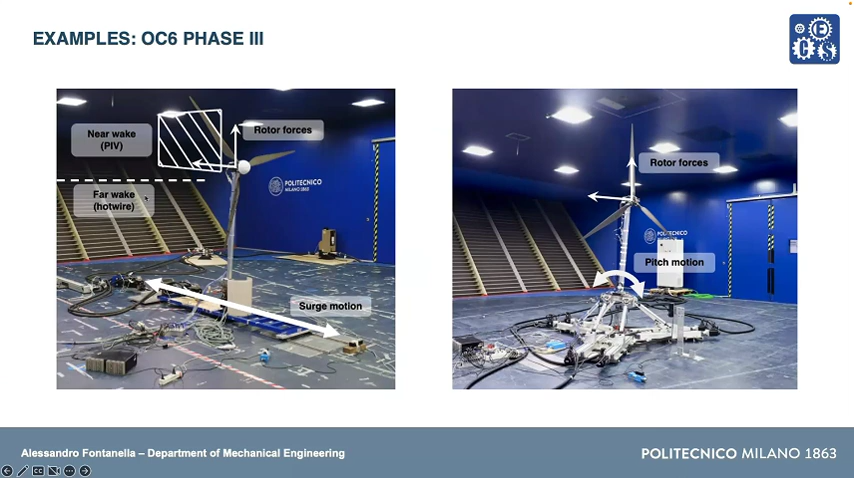 EXAMPLES: OC6 PHASE III
Near wake
(PIV)
Rotor forces
Far wake
(hotwire)
POLITECNICO
MILANO 1863
Surge motion
Rotor forces
POLITECNICO
Pitch motion
Alessandro Fontanella – Department of Mechanical Engineering
POLITECNICO MILANO 1863